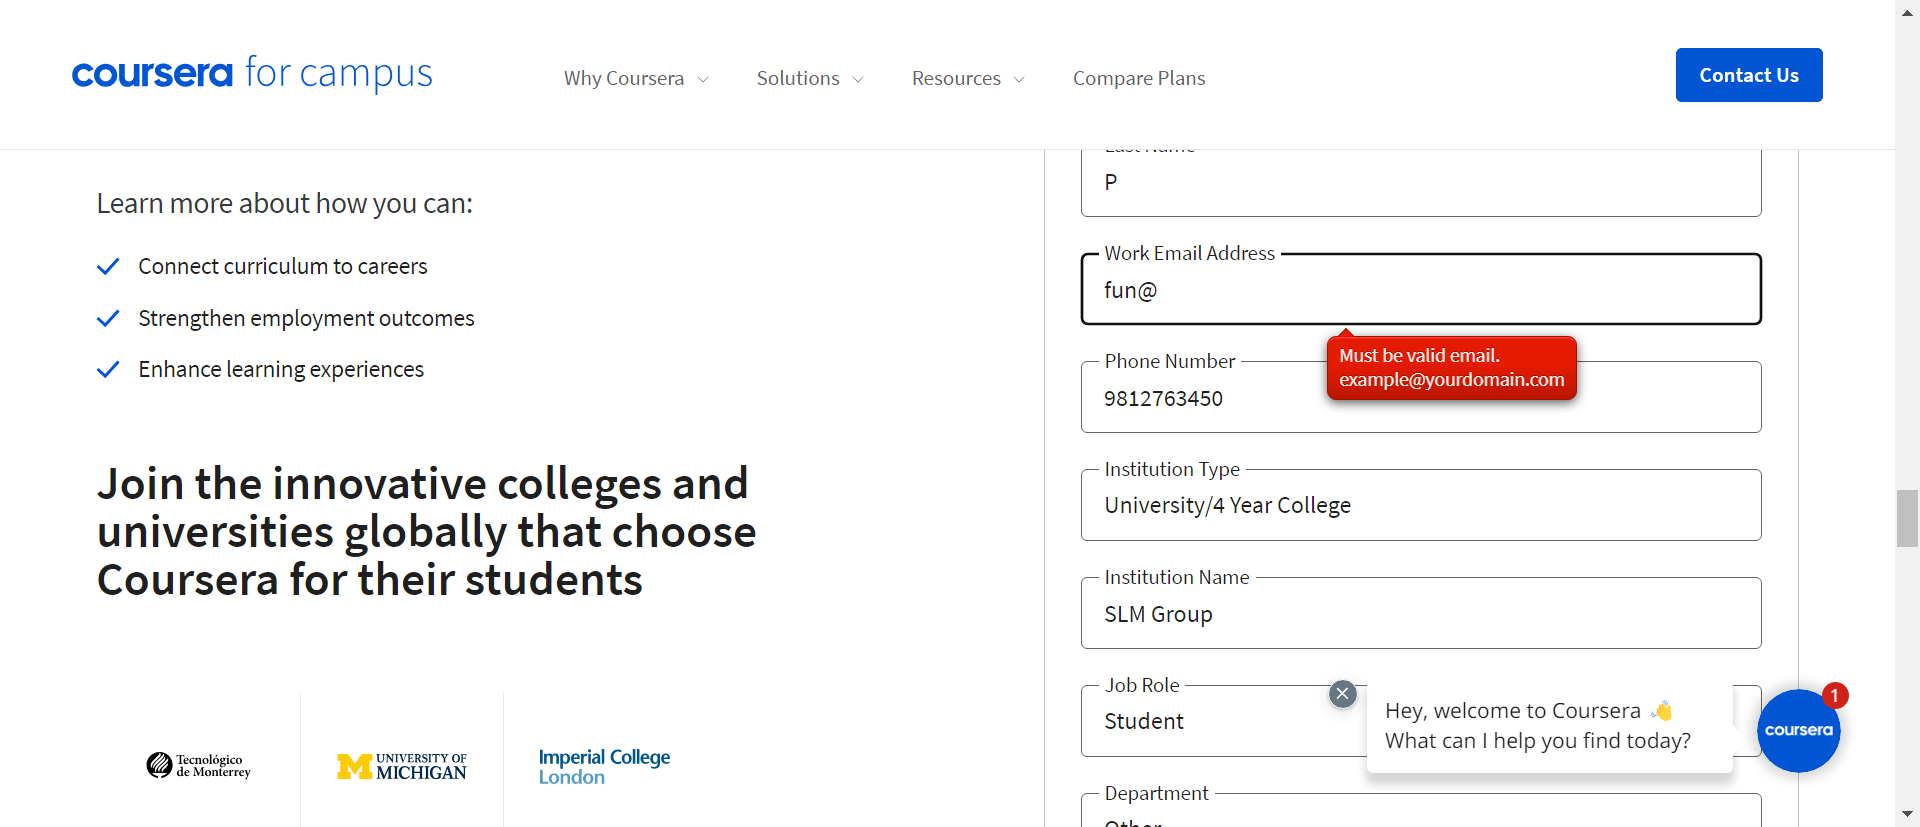 coursera for campus
Why Coursera
Solutions
Resources
Compare Plans
Contact Us
Learn more about how you can:
Connect curriculum to careers
Strengthen employment outcomes
Enhance learning experiences
Join the innovative colleges and
universities globally that choose
Coursera for their students
Tecnológico
de Monterrey
M UNIVERSITY OF
MICHIGAN
Imperial College
London
Last Name
P
Work Email Address
fun@
Must be valid email.
example@yourdomain.com
Phone Number
9812763450
Institution Type
University/4 Year College
Institution Name
SLM Group
Job Role
Student
Department
Other
Hey, welcome to Coursera 👋
What can I help you find today?
1
coursera